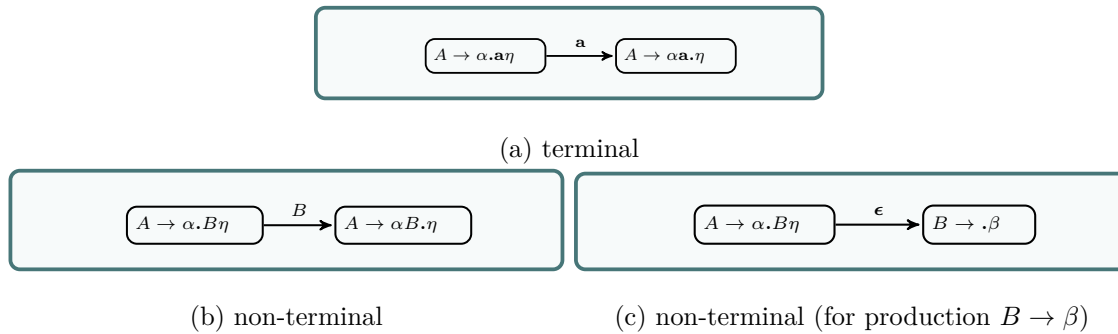 a
A → α.aη A → αa.η
(a) terminal
B ϵ
A → α.Bη A → αB.η A → α.Bη B → .β
(b) non-terminal (c) non-terminal (for production B → β)